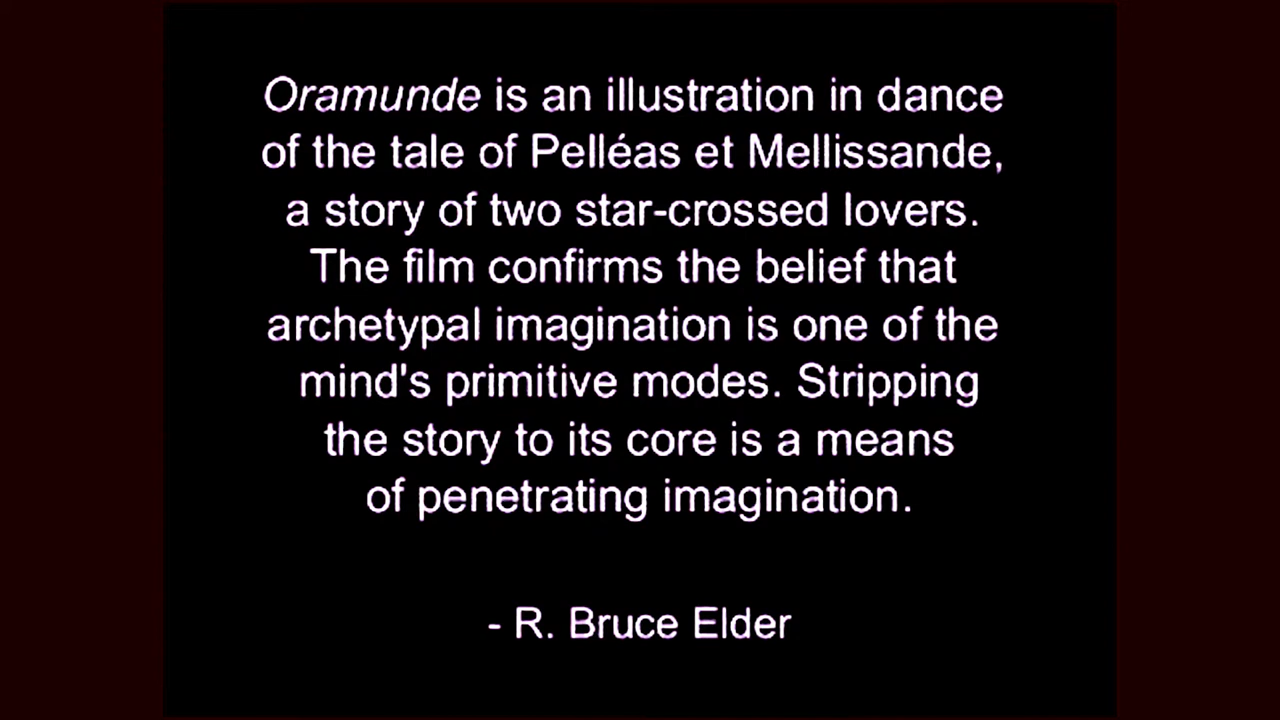 Oramunde is an illustration in dance
of the tale of Pelléas et Mellissande,
a story of two star-crossed lovers.
The film confirms the belief that
archetypal imagination is one of the
mind's primitive modes. Stripping
the story to its core is a means
of penetrating imagination.
- R. Bruce Elder